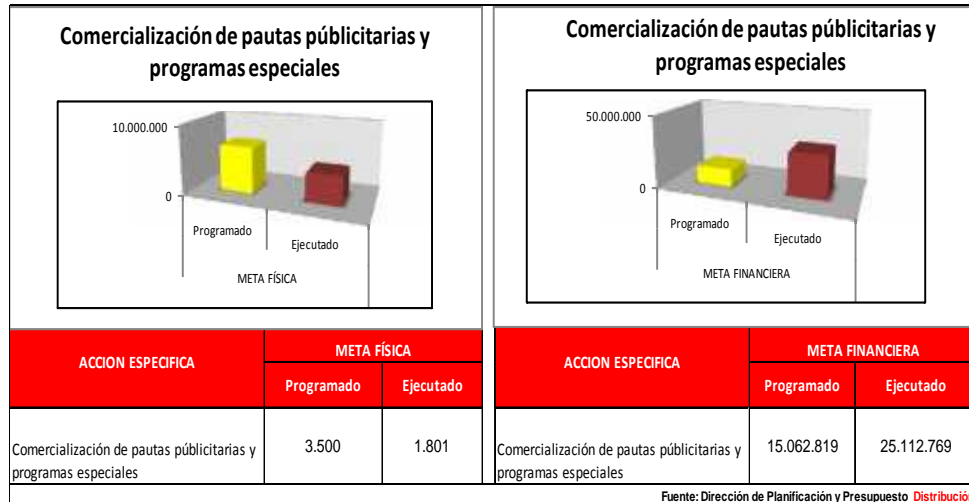 Comercialización de pautas públicitarias y
programas especiales
10.000.000
0
Programado
Ejecutado
META FÍSICA
Comercialización de pautas públicitarias y
programas especiales
50.000.000
0
Programado
Ejecutado
META FINANCIERA
ACCION ESPECIFICA
META FÍSICA
Programado
Ejecutado
Comercialización de pautas públicitarias y
programas especiales
3.500
1.801
ACCION ESPECIFICA
META FINANCIERA
Programado
Ejecutado
Comercialización de pautas públicitarias y
programas especiales
15.062.819
25.112.769
Fuente: Dirección de Planificación y Presupuesto Distribución